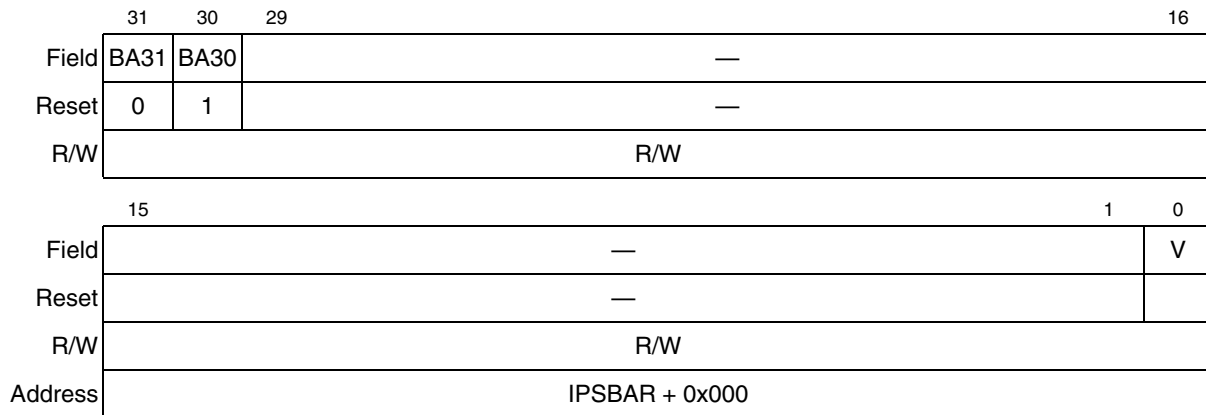 31 30 29 16
Field BA31 BA30 —
Reset 0 1 —
R/W R/W
15 1 0
Field — V
Reset —
R/W R/W
Address IPSBAR + 0x000